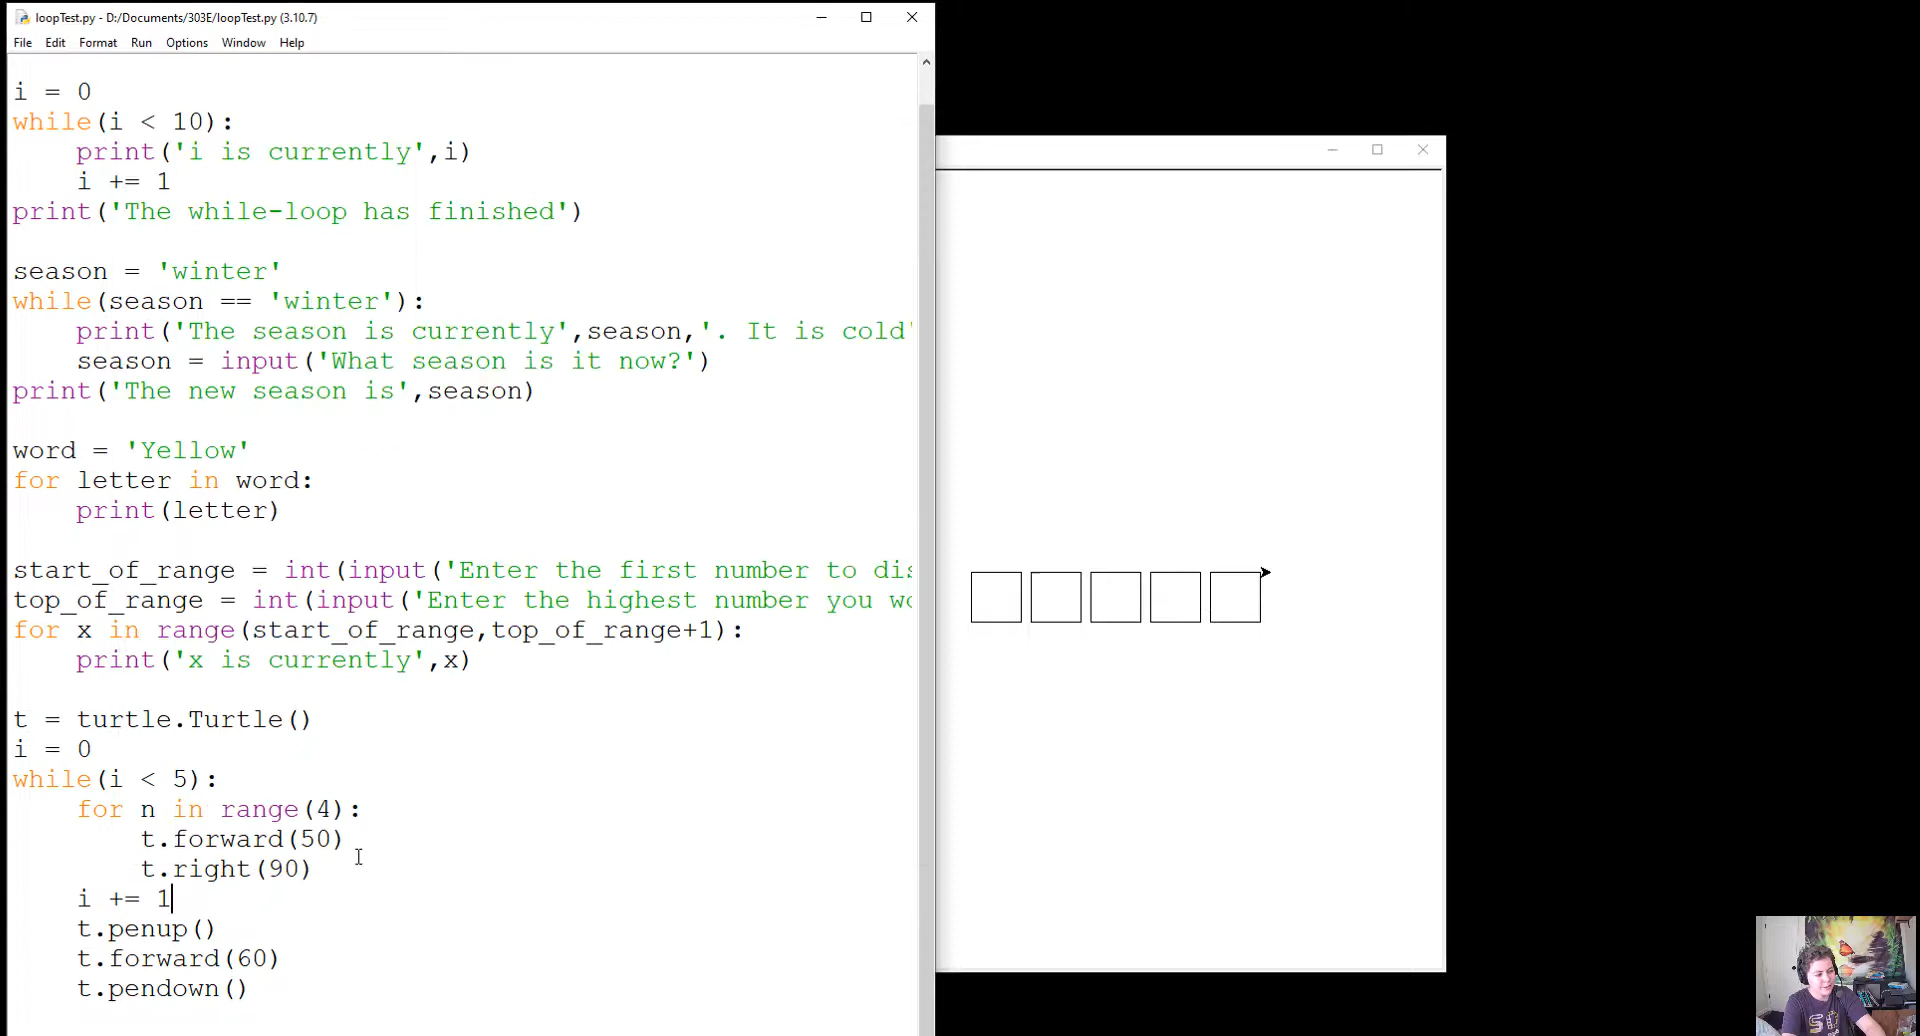 loopTest.py - D:/Documents/303E/loopTest.py (3.10.7)
File Edit Format Run Options Window Help
i = 0
while(i < 10):
    print('i is currently',i)
    i += 1
print('The while-loop has finished')
season = 'winter'
while(season == 'winter'):
    print('The season is currently',season,'. It is cold'
    season = input('What season is it now?')
print('The new season is',season)
word = 'Yellow'
for letter in word:
    print(letter)
start_of_range = int(input('Enter the first number to dis
top_of_range = int(input('Enter the highest number you wo
for x in range(start_of_range,top_of_range+1):
    print('x is currently',x)
t = turtle.Turtle()
i = 0
while(i < 5):
    for n in range(4):
        t.forward(50)
        t.right(90)
    i += 1
    t.penup()
    t.forward(60)
    t.pendown()